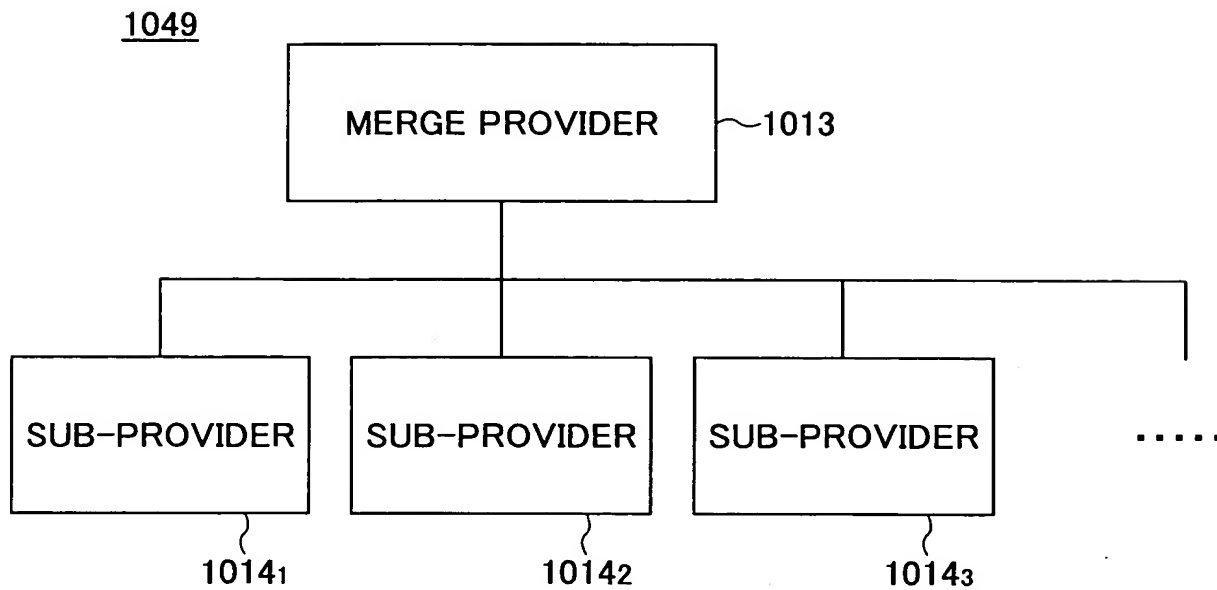 1049
MERGE PROVIDER
1013
SUB-PROVIDER SUB-PROVIDER SUB-PROVIDER .....
1014₁ 1014₂ 1014₃